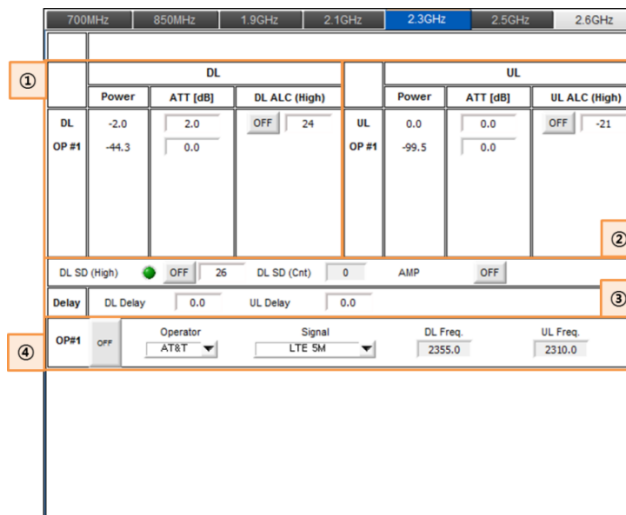 700MHz 850MHz 1.9GHz 2.1GHz 2.3GHz 2.5GHz 2.6GHz
①
DL UL
Power ATT [dB] DL ALC (High) Power ATT [dB] UL ALC (High)
DL -2.0 2.0 OFF 24 UL 0.0 0.0 OFF -21
OP #1 -44.3 0.0 OP #1 -99.5 0.0
②
DL SD (High) OFF 26 DL SD (Cnt) 0 AMP OFF
Delay DL Delay 0.0 UL Delay 0.0
③
④
OP#1 OFF Operator Signal DL Freq. UL Freq.
AT&T LTE 5M 2355.0 2310.0